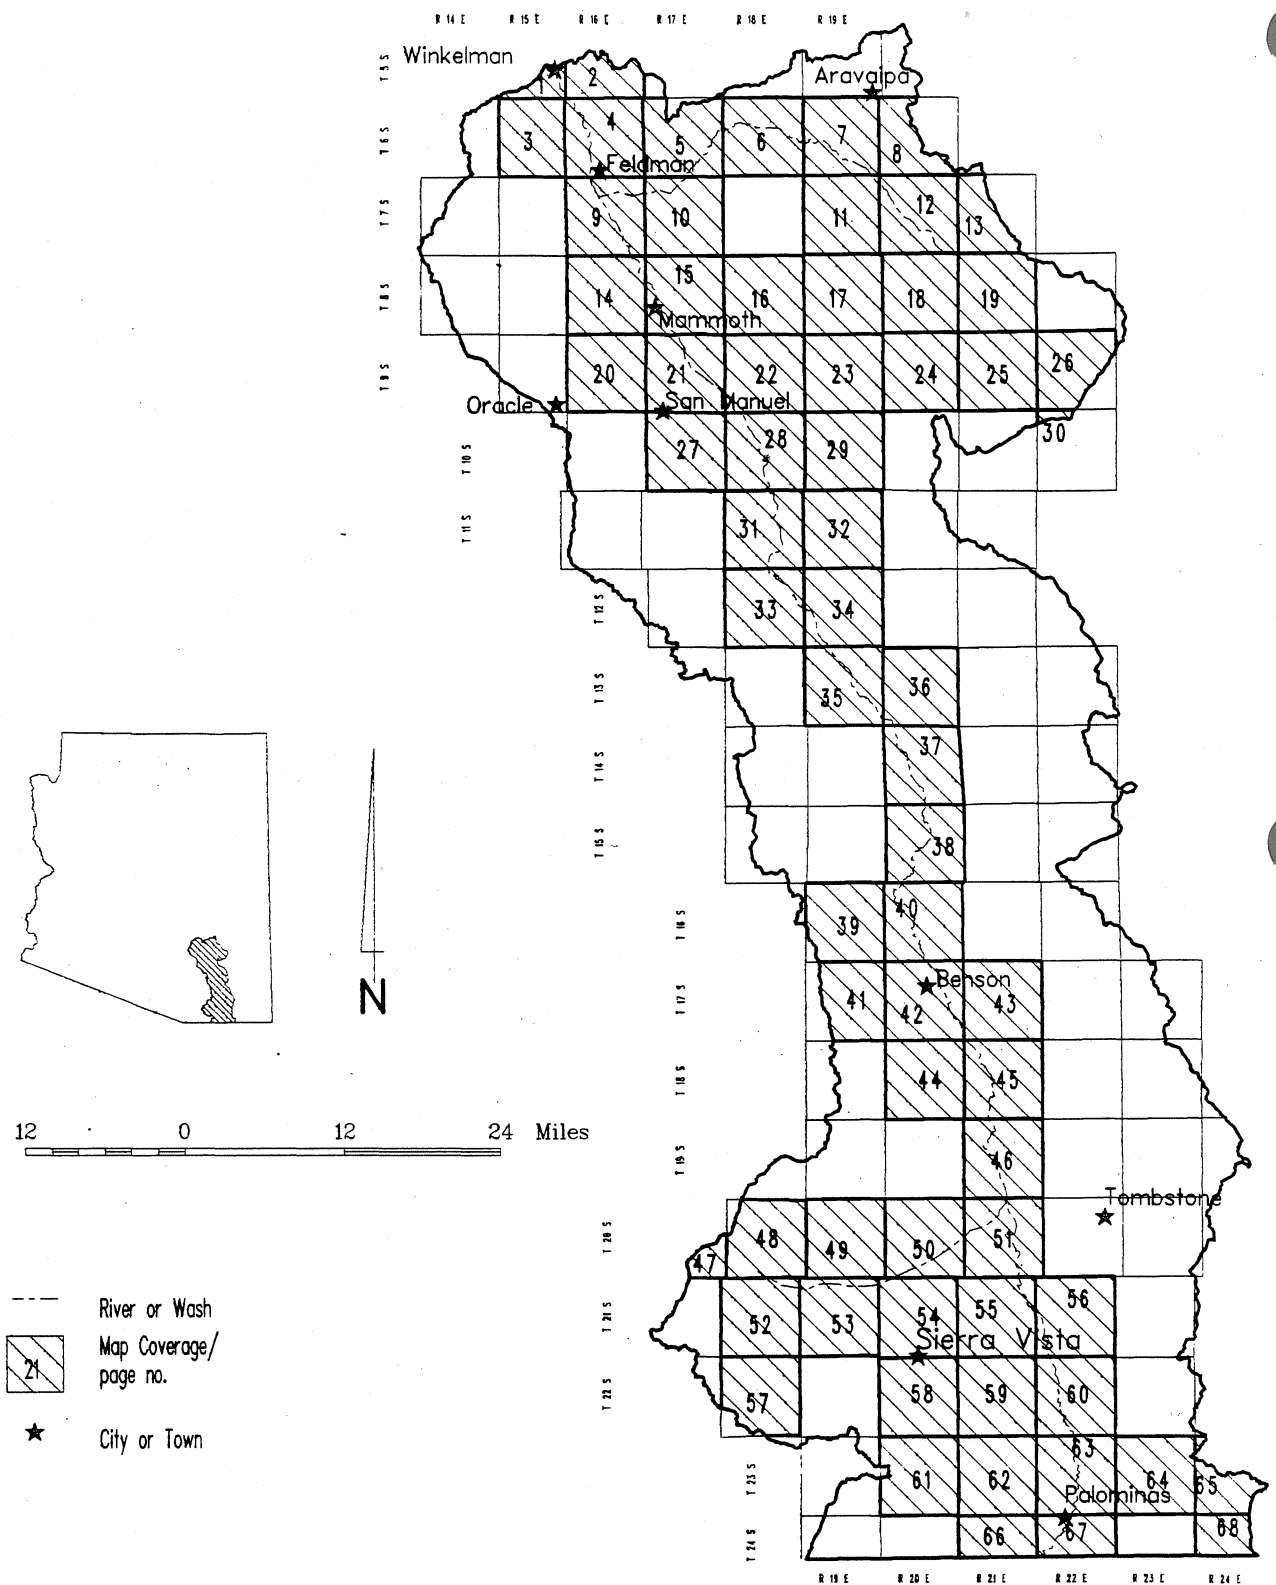 R 14 E R 15 E R 16 E R 17 E R 18 E R 19 E
Winkelman
T 5 S
1 2
Aravaipa
T 6 S
3 4 5 6 7 8
Feldman
T 7 S
9 10 11 12 13
T 8 S
14 15 16 17 18 19
Mammoth
T 9 S
20 21 22 23 24 25 26
Oracle
San Manuel
T 10 S
27 28 29 30
T 11 S
31 32
T 12 S
33 34
T 13 S
35 36
T 14 S
37
T 15 S
38
T 16 S
39 40
Benson
T 17 S
41 42 43
N
T 18 S
44 45
12 0 12 24 Miles
T 19 S
46
Tombstone
T 20 S
47 48 49 50 51
T 21 S
52 53 54 55 56
Sierra Vista
T 22 S
57 58 59 60
T 23 S
61 62 63 64 65
Palominas
T 24 S
66 67 68
R 19 E R 20 E R 21 E R 22 E R 23 E R 24 E
River or Wash
21
Map Coverage/
page no.
City or Town